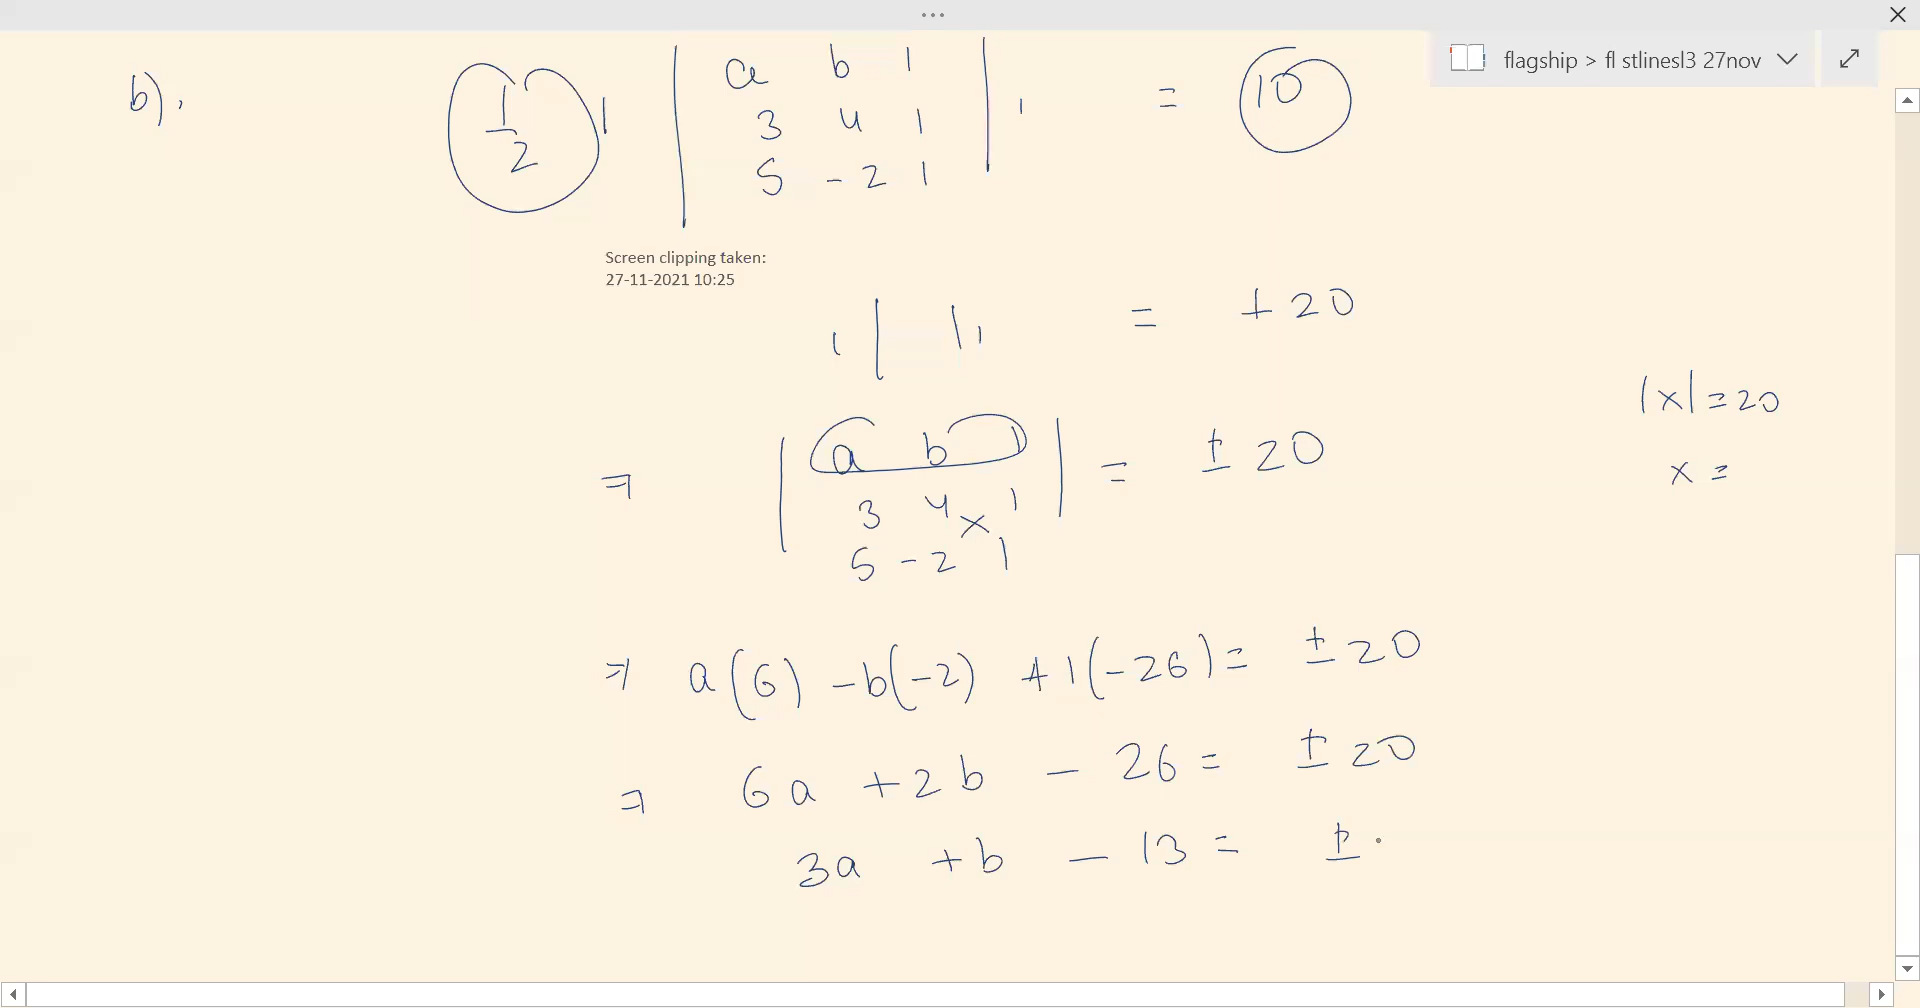 flagship > fl stlinesl3 27nov
b). 1/2 | | a b 1 | | = 10
3 4 1
5 -2 1
Screen clipping taken:
27-11-2021 10:25
| | | | = + 20
|x| = 20
⇒ | a b 1 | = ± 20
x =
3 4 1
×
5 -2 1
⇒ a(6) -b(-2) +1(-26) = ±20
⇒ 6a +2b - 26 = ±20
3a +b - 13 = ±